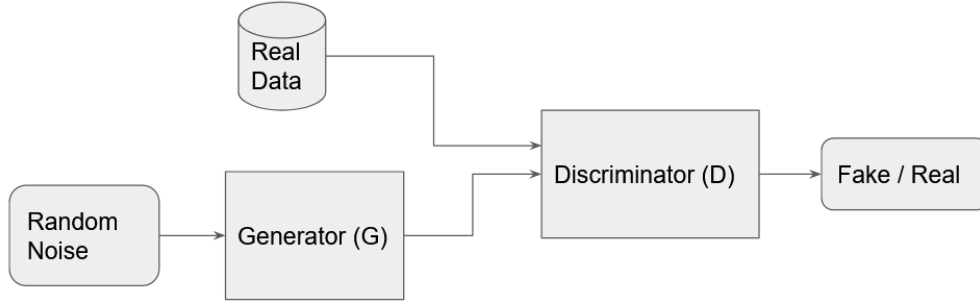 Real
Data
Discriminator (D)
Fake / Real
Random
Noise
Generator (G)